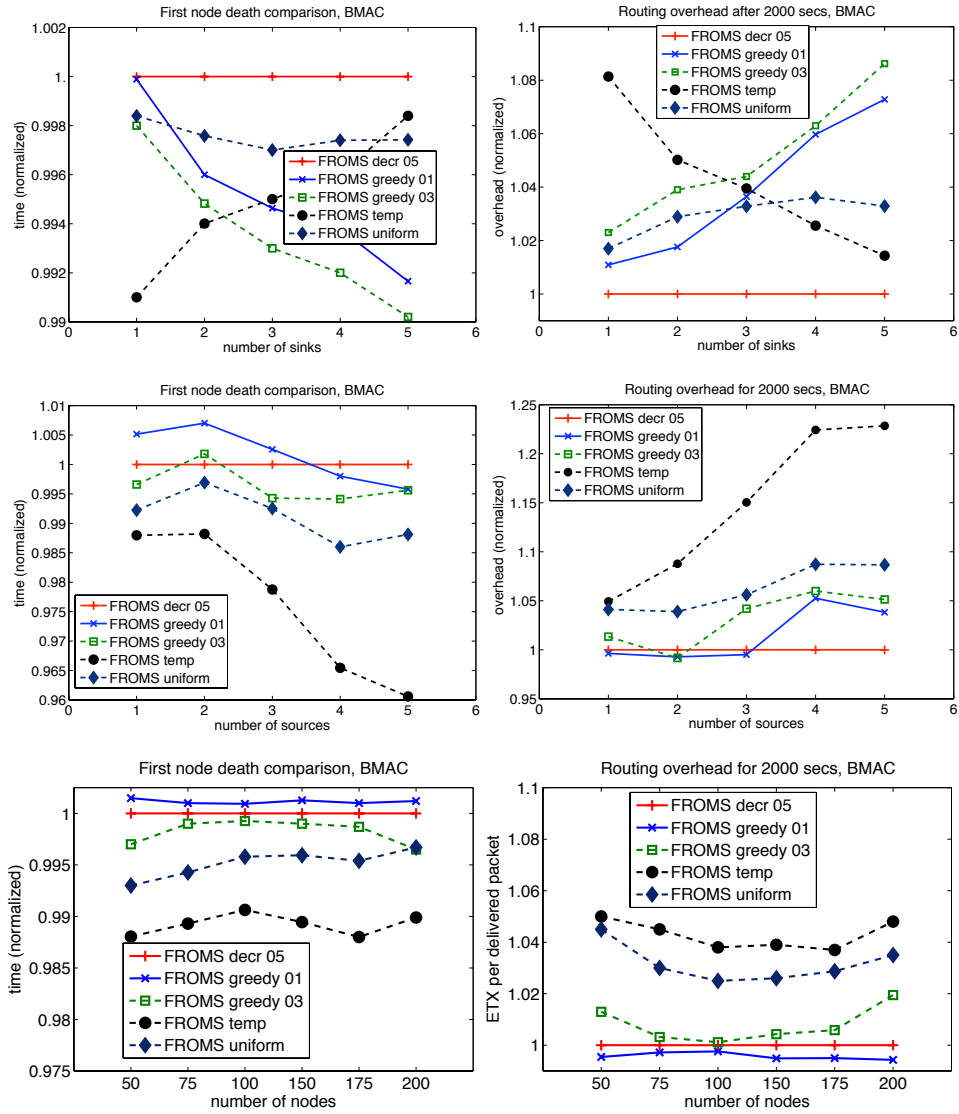 First node death comparison, BMAC
1.002
1
0.998
0.996
0.994
0.992
0.99
time (normalized)
FROMS decr 05
FROMS greedy 01
FROMS greedy 03
FROMS temp
FROMS uniform
0 1 2 3 4 5 6
number of sinks
Routing overhead after 2000 secs, BMAC
1.1
1.08
1.06
1.04
1.02
1
overhead (normalized)
FROMS decr 05
FROMS greedy 01
FROMS greedy 03
FROMS temp
FROMS uniform
0 1 2 3 4 5 6
number of sinks
First node death comparison, BMAC
1.01
1.005
1
0.995
0.99
0.985
0.98
0.975
0.97
0.965
0.96
time (normalized)
FROMS decr 05
FROMS greedy 01
FROMS greedy 03
FROMS temp
FROMS uniform
0 1 2 3 4 5 6
number of sources
Routing overhead for 2000 secs, BMAC
1.25
1.2
1.15
1.1
1.05
1
0.95
overhead (normalized)
FROMS decr 05
FROMS greedy 01
FROMS greedy 03
FROMS temp
FROMS uniform
0 1 2 3 4 5 6
number of sources
First node death comparison, BMAC
1
0.995
0.99
0.985
0.98
0.975
time (normalized)
FROMS decr 05
FROMS greedy 01
FROMS greedy 03
FROMS temp
FROMS uniform
50 75 100 150 175 200
number of nodes
Routing overhead for 2000 secs, BMAC
1.1
1.08
1.06
1.04
1.02
1
ETX per delivered packet
FROMS decr 05
FROMS greedy 01
FROMS greedy 03
FROMS temp
FROMS uniform
50 75 100 150 175 200
number of nodes